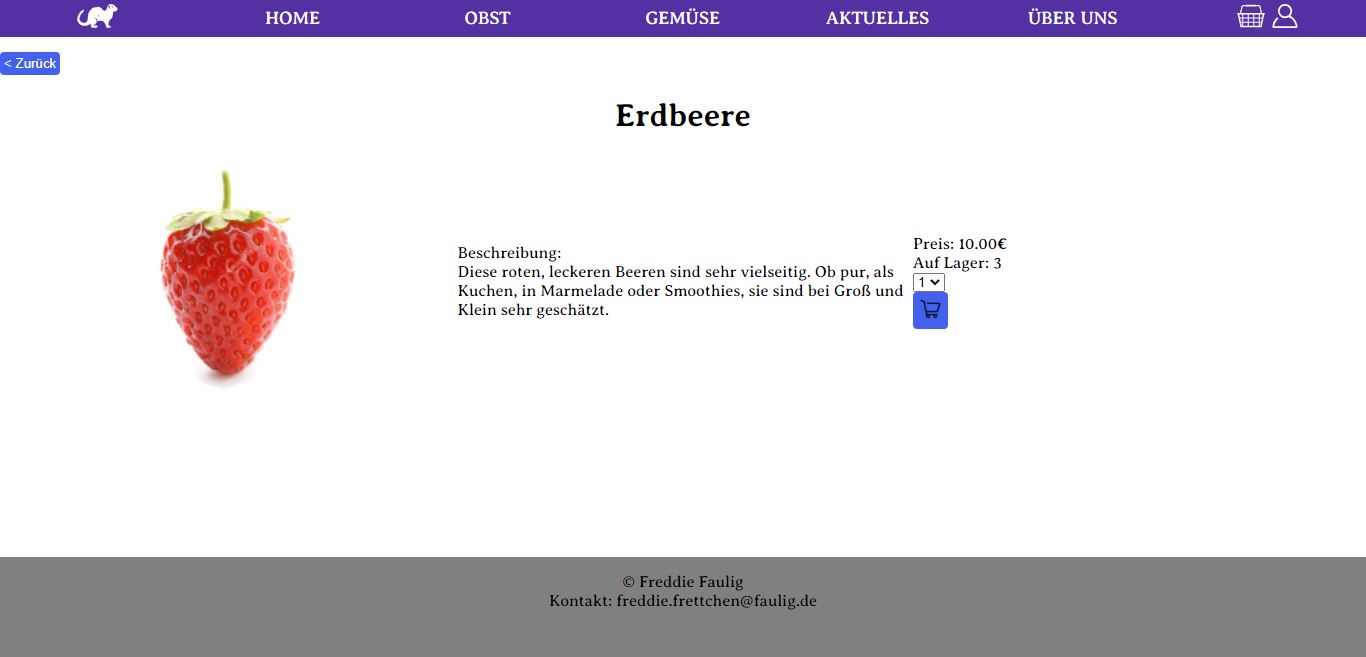 HOME OBST GEMÜSE AKTUELLES ÜBER UNS
< Zurück
Erdbeere
Beschreibung:
Diese roten, leckeren Beeren sind sehr vielseitig. Ob pur, als
Kuchen, in Marmelade oder Smoothies, sie sind bei Groß und
Klein sehr geschätzt.
Preis: 10.00€
Auf Lager: 3
1
© Freddie Faulig
Kontakt: freddie.frettchen@faulig.de